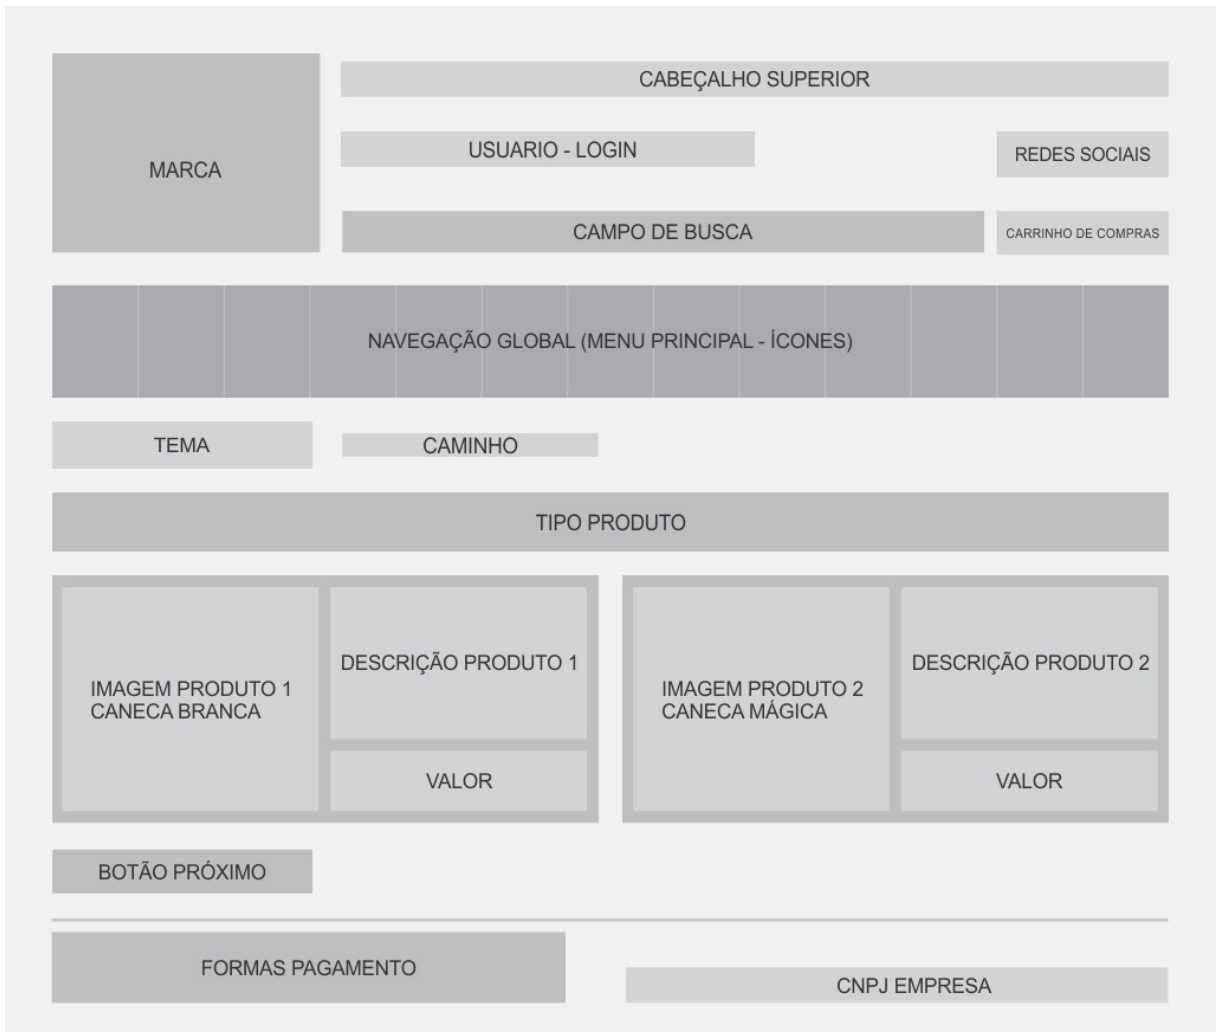 CABEÇALHO SUPERIOR
MARCA
USUARIO - LOGIN
REDES SOCIAIS
CAMPO DE BUSCA
CARRINHO DE COMPRAS
NAVEGAÇÃO GLOBAL (MENU PRINCIPAL - ÍCONES)
TEMA
CAMINHO
TIPO PRODUTO
IMAGEM PRODUTO 1
CANECA BRANCA
DESCRIÇÃO PRODUTO 1
VALOR
IMAGEM PRODUTO 2
CANECA MÁGICA
DESCRIÇÃO PRODUTO 2
VALOR
BOTÃO PRÓXIMO
FORMAS PAGAMENTO
CNPJ EMPRESA